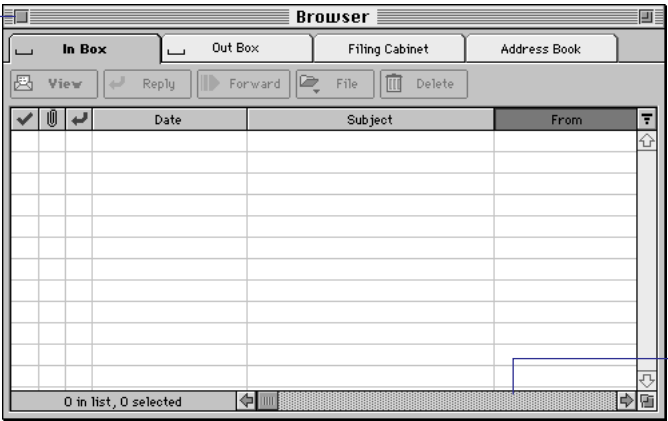 Browser
In Box Out Box Filing Cabinet Address Book
View Reply Forward File Delete
Date Subject From
0 in list, 0 selected